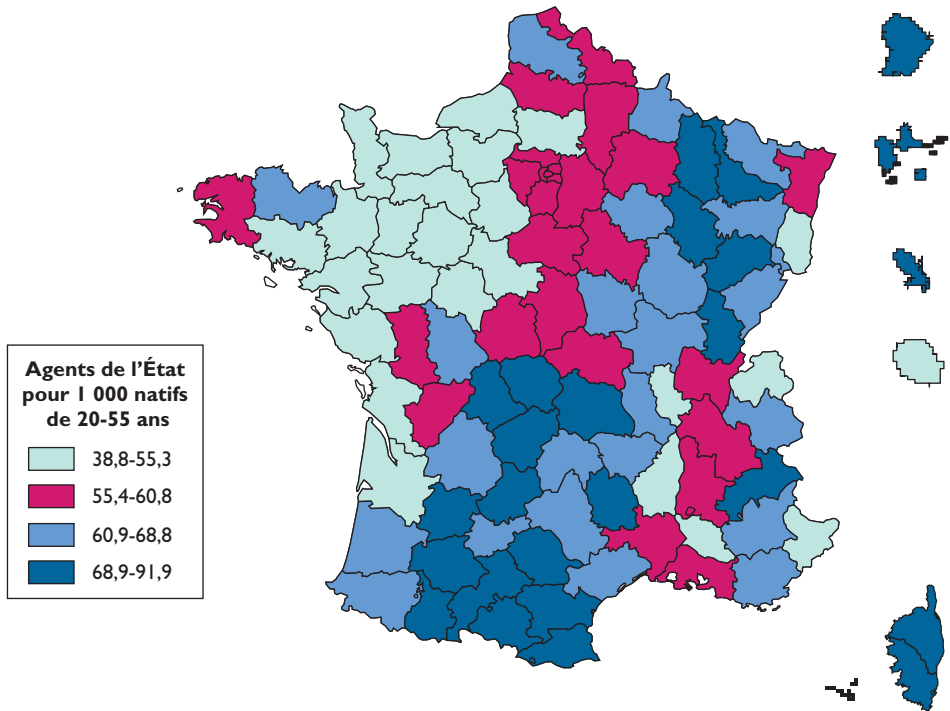 Agents de l'État
pour 1 000 natifs
de 20-55 ans
38,8-55,3
55,4-60,8
60,9-68,8
68,9-91,9